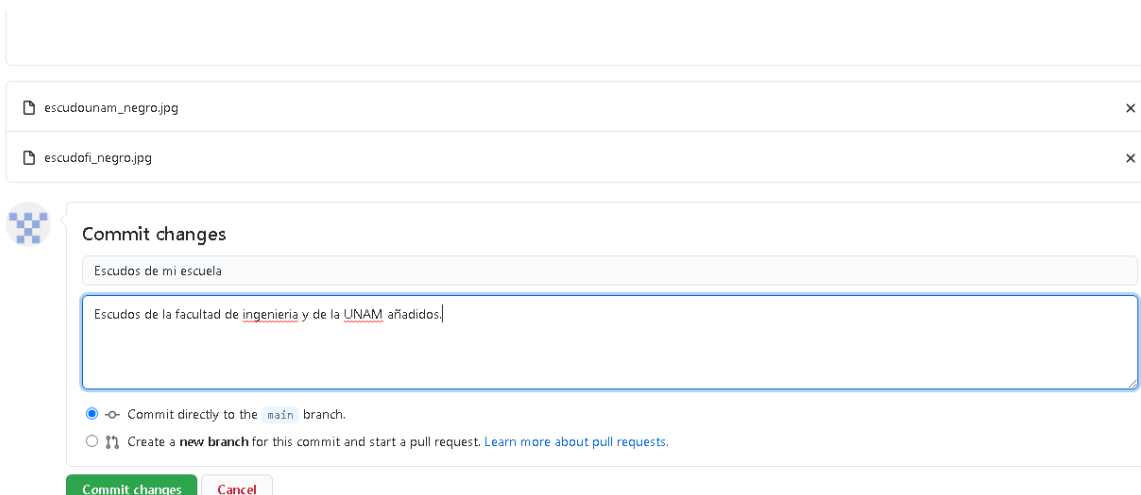 escudounam_negro.jpg
escudofi_negro.jpg
Commit changes
Escudos de mi escuela
Escudos de la facultad de ingenieria y de la UNAM añadidos.
Commit directly to the main branch.
Create a new branch for this commit and start a pull request. Learn more about pull requests.
Commit changes Cancel